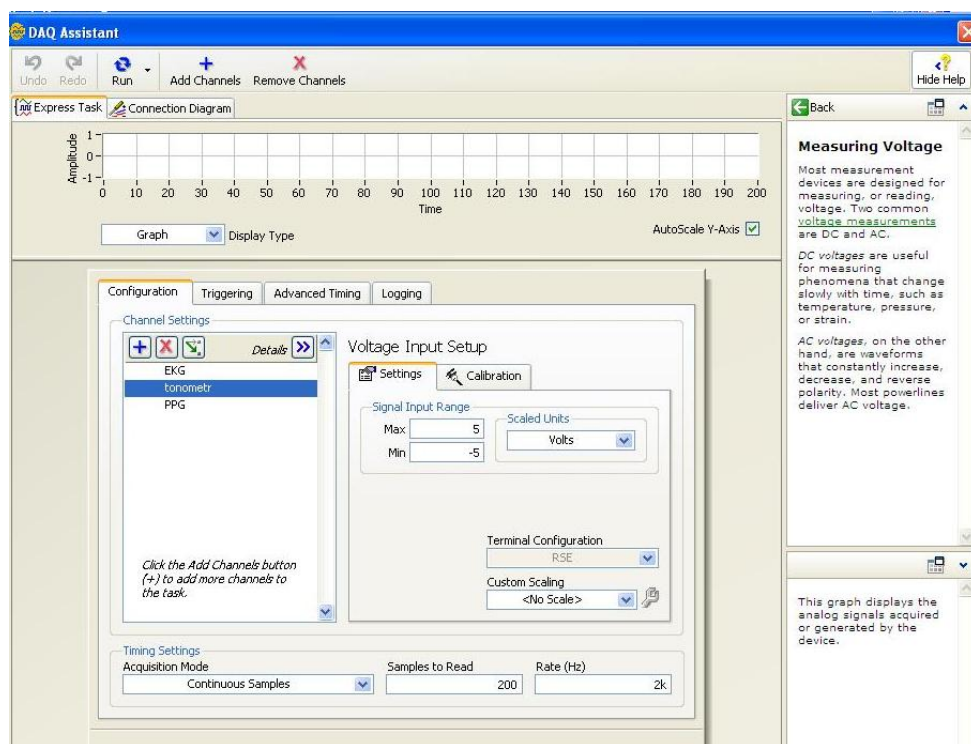 DAQ Assistant
Undo Redo Run Add Channels Remove Channels Hide Help
Express Task Connection Diagram
Amplitude
1
0
-1
0 10 20 30 40 50 60 70 80 90 100 110 120 130 140 150 160 170 180 190 200
Time
Graph Display Type AutoScale Y-Axis
Configuration Triggering Advanced Timing Logging
Channel Settings
Details
EKG
tonometr
PPG
Click the Add Channels button
(+) to add more channels to
the task.
Voltage Input Setup
Settings Calibration
Signal Input Range
Max 5
Min -5
Scaled Units
Volts
Terminal Configuration
RSE
Custom Scaling
<No Scale>
Timing Settings
Acquisition Mode Samples to Read Rate (Hz)
Continuous Samples 200 2k
Back
Measuring Voltage
Most measurement
devices are designed for
measuring, or reading,
voltage. Two common
voltage measurements
are DC and AC.
DC voltages are useful
for measuring
phenomena that change
slowly with time, such as
temperature, pressure,
or strain.
AC voltages, on the other
hand, are waveforms
that constantly increase,
decrease, and reverse
polarity. Most powerlines
deliver AC voltage.
This graph displays the
analog signals acquired
or generated by the
device.